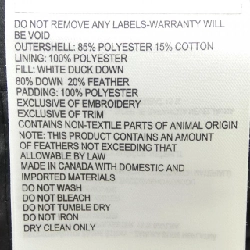 DO NOT REMOVE ANY LABELS-WARRANTY WILL
BE VOID
OUTERSHELL: 85% POLYESTER 15% COTTON
LINING: 100% POLYESTER
FILL: WHITE DUCK DOWN
80% DOWN 20% FEATHER
PADDING: 100% POLYESTER
EXCLUSIVE OF EMBROIDERY
EXCLUSIVE OF TRIM
CONTAINS NON-TEXTILE PARTS OF ANIMAL ORIGIN
NOTE: THIS PRODUCT CONTAINS AN AMOUNT
OF FEATHERS NOT EXCEEDING THAT
ALLOWABLE BY LAW
MADE IN CANADA WITH DOMESTIC AND
IMPORTED MATERIALS
DO NOT WASH
DO NOT BLEACH
DO NOT TUMBLE DRY
DO NOT IRON
DRY CLEAN ONLY